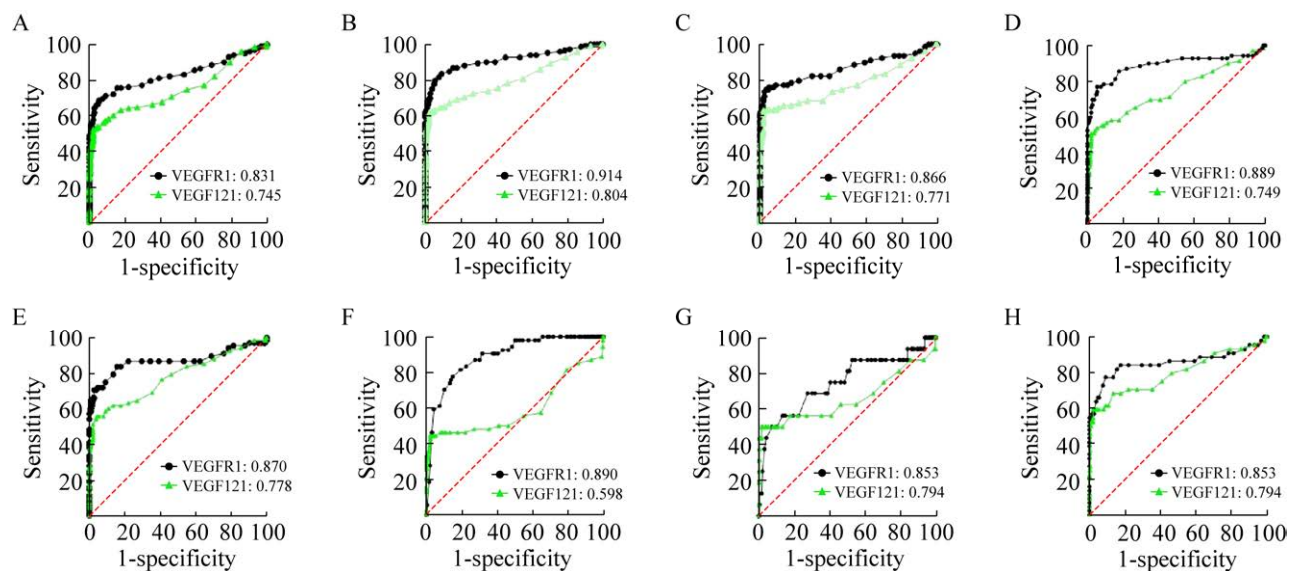 A
100
80
60
40
20
Sensitivity
VEGFR1: 0.831
VEGF121: 0.745
0 20 40 60 80 100
1-specificity
B
100
80
60
40
20
Sensitivity
VEGFR1: 0.914
VEGF121: 0.804
0 20 40 60 80 100
1-specificity
C
100
80
60
40
20
Sensitivity
VEGFR1: 0.866
VEGF121: 0.771
0 20 40 60 80 100
1-specificity
D
100
80
60
40
20
Sensitivity
VEGFR1: 0.889
VEGF121: 0.749
0 20 40 60 80 100
1-specificity
E
100
80
60
40
20
Sensitivity
VEGFR1: 0.870
VEGF121: 0.778
0 20 40 60 80 100
1-specificity
F
100
80
60
40
20
Sensitivity
VEGFR1: 0.890
VEGF121: 0.598
0 20 40 60 80 100
1-specificity
G
100
80
60
40
20
Sensitivity
VEGFR1: 0.853
VEGF121: 0.794
0 20 40 60 80 100
1-specificity
H
100
80
60
40
20
Sensitivity
VEGFR1: 0.853
VEGF121: 0.794
0 20 40 60 80 100
1-specificity